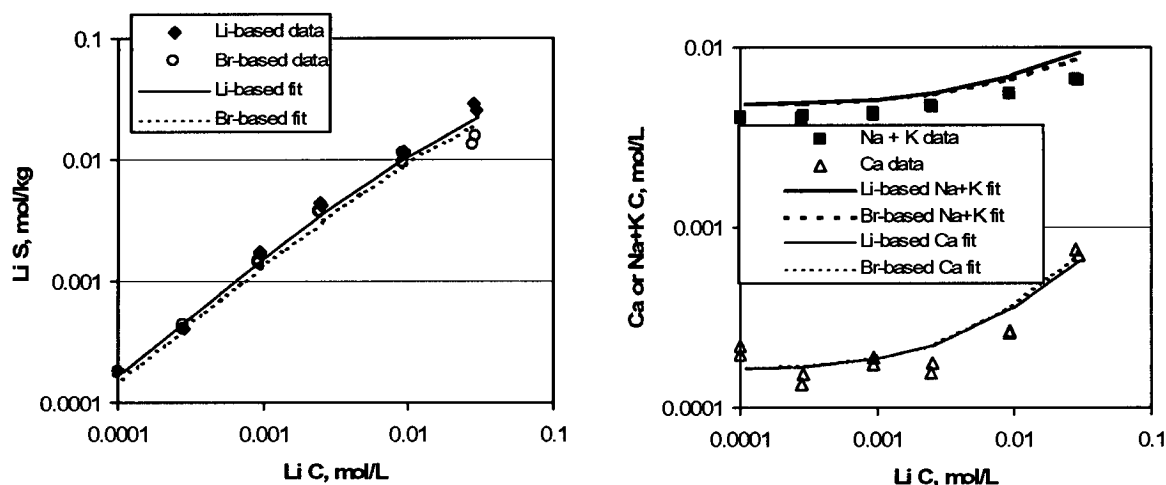 0.1
0.01
0.001
0.0001
Li S, mol/kg
Li-based data
Br-based data
Li-based fit
Br-based fit
0.0001
0.001
0.01
0.1
Li C, mol/L
0.01
0.001
0.0001
Ca or Na+K C, mol/L
Na + K data
Ca data
Li-based Na+K fit
Br-based Na+K fit
Li-based Ca fit
Br-based Ca fit
0.0001
0.001
0.01
0.1
Li C, mol/L